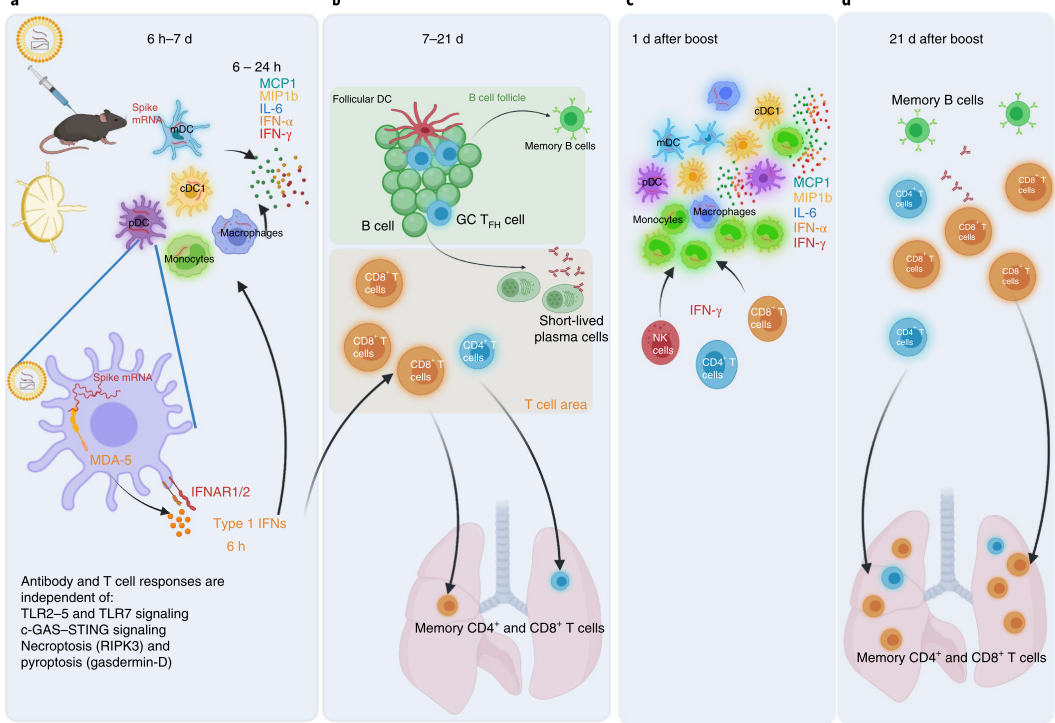 a
6 h–7 d
6 – 24 h
MCP1
MIP1b
IL-6
IFN-α
IFN-γ
Spike
mRNA
mDC
cDC1
pDC
Macrophages
Monocytes
Spike mRNA
MDA-5
IFNAR1/2
Type 1 IFNs
6 h
Antibody and T cell responses are
independent of:
TLR2–5 and TLR7 signaling
c-GAS–STING signaling
Necroptosis (RIPK3) and
pyroptosis (gasdermin-D)
b
7–21 d
Follicular DC
B cell follicle
Memory B cells
B cell
GC TFH cell
CD8+ T
cells
CD8+ T
cells
CD8+ T
cells
CD4+ T
cells
Short-lived
plasma cells
T cell area
Memory CD4+ and CD8+ T cells
c
1 d after boost
cDC1
mDC
pDC
Monocytes
Macrophages
MCP1
MIP1b
IL-6
IFN-α
IFN-γ
IFN-γ
NK
cells
CD8+ T
cells
CD4+ T
cells
d
21 d after boost
Memory B cells
CD4+ T
cells
CD8+ T
cells
CD8+ T
cells
CD8+ T
cells
CD8+ T
cells
CD4+ T
cells
Memory CD4+ and CD8+ T cells